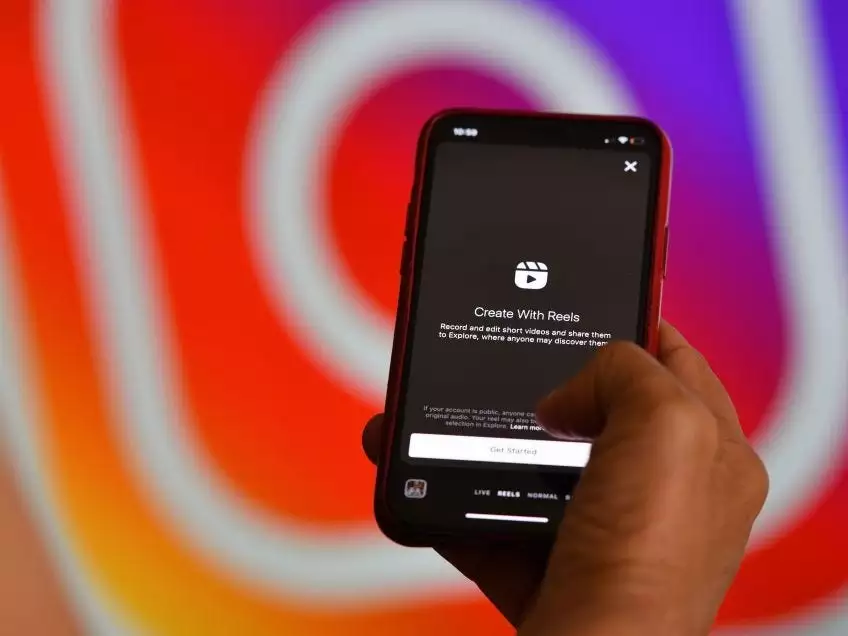 10:59
Create With Reels
Record and edit short videos and share them
to Explore, where anyone may discover them
If your account is public, anyone ca
original audio. Your reel may also b
selection in Explore. Learn mo
Get Started
LIVE REELS NORMAL